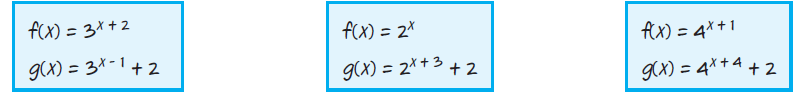 f(x) = 3^{x + 2}
g(x) = 3^{x - 1} + 2
f(x) = 2^{x}
g(x) = 2^{x + 3} + 2
f(x) = 4^{x + 1}
g(x) = 4^{x + 4} + 2